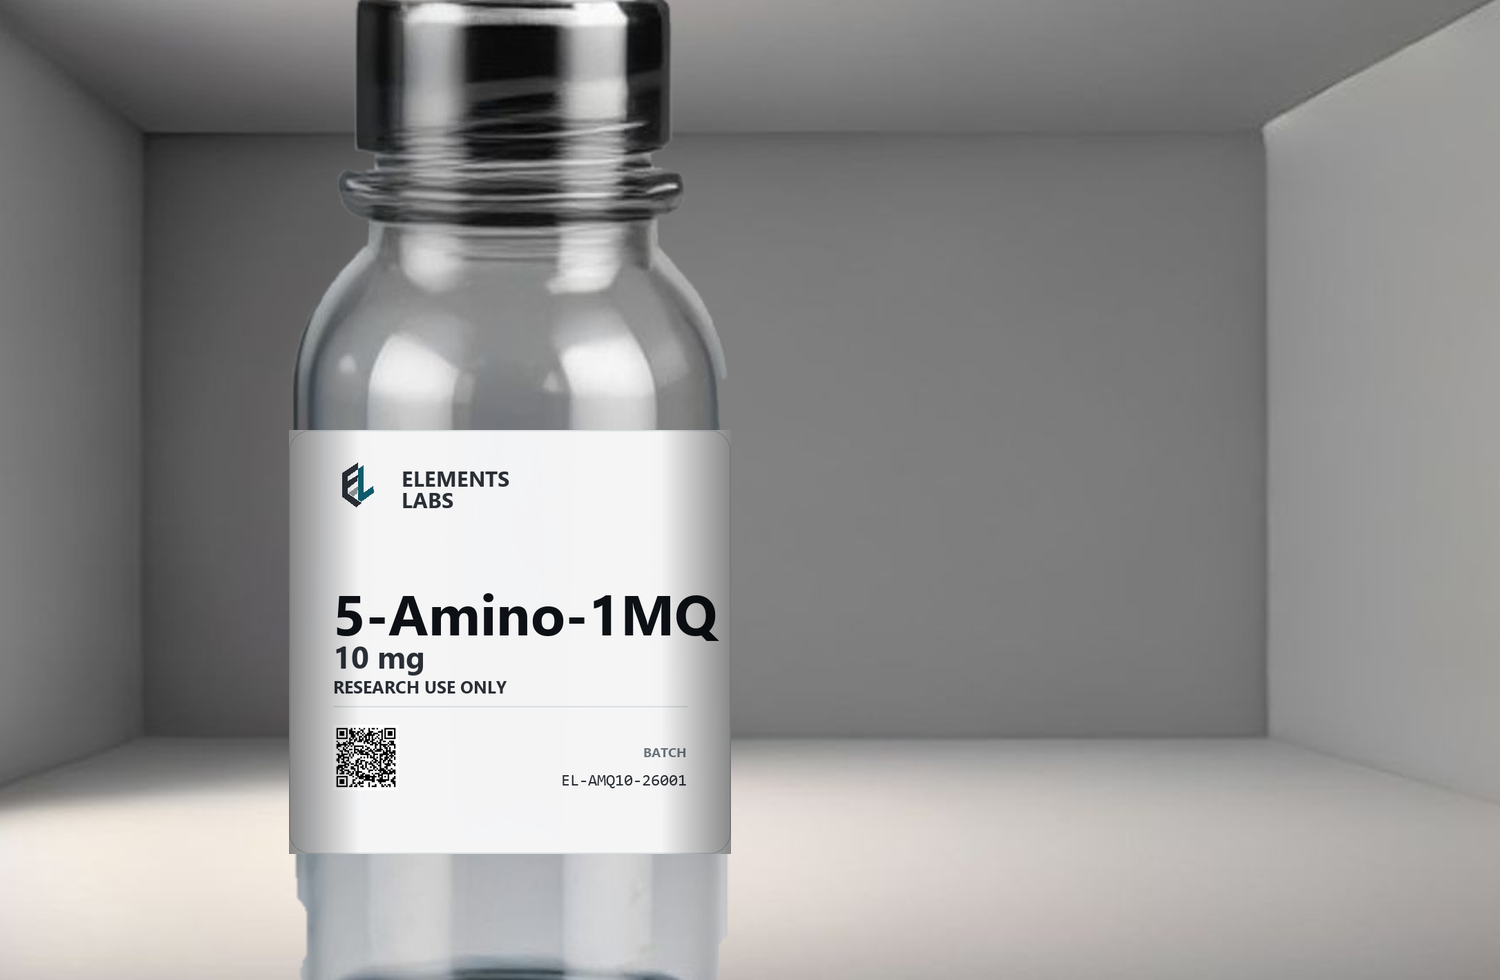 ELEMENTS
LABS
5-Amino-1MQ
10 mg
RESEARCH USE ONLY
BATCH
EL-AMQ10-26001